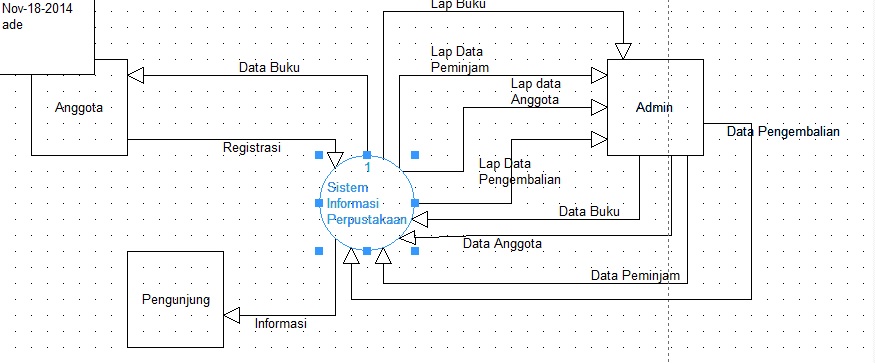 Nov-18-2014
ade
Lap Buku
Data Buku
Lap Data
Peminjam
Lap data
Anggota
Anggota
Admin
Data Pengembalian
Registrasi
1
Sistem
Informasi
Perpustakaan
Lap Data
Pengembalian
Data Buku
Data Anggota
Data Peminjam
Pengunjung
Informasi